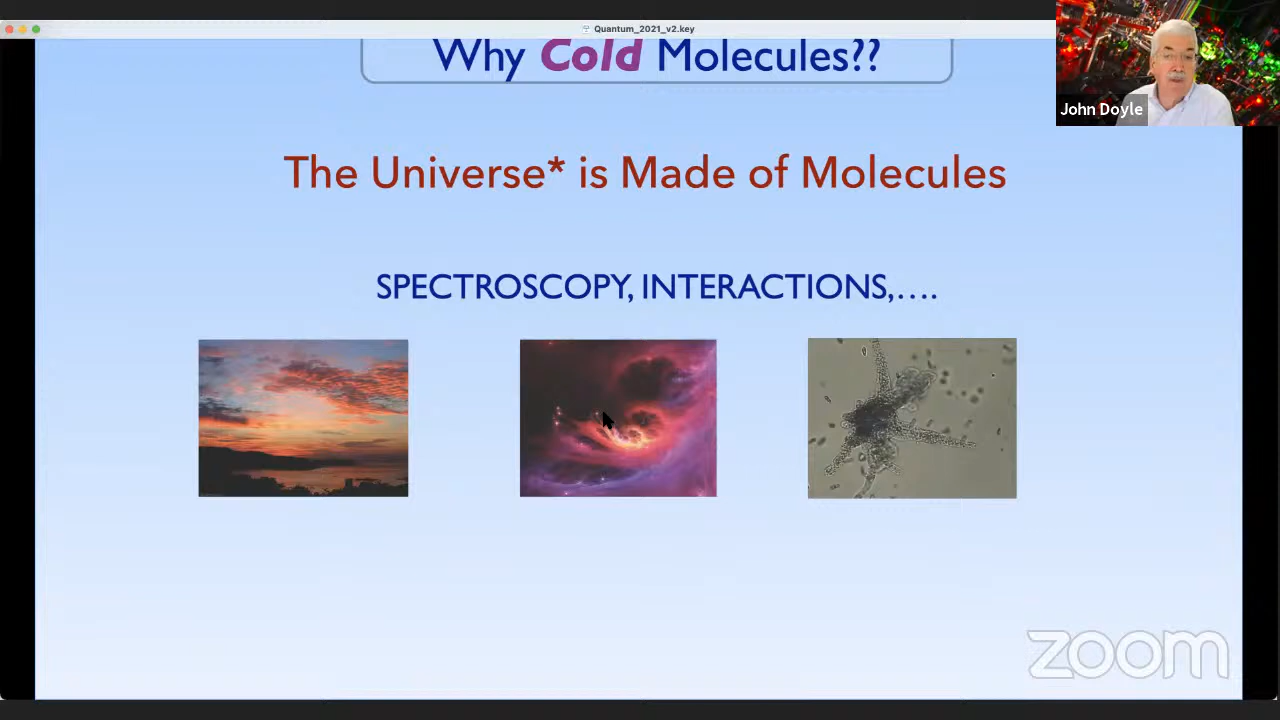 Quantum_2021_v2.key
Why Cold Molecules??
John Doyle
The Universe* is Made of Molecules
SPECTROSCOPY, INTERACTIONS,....
zoom